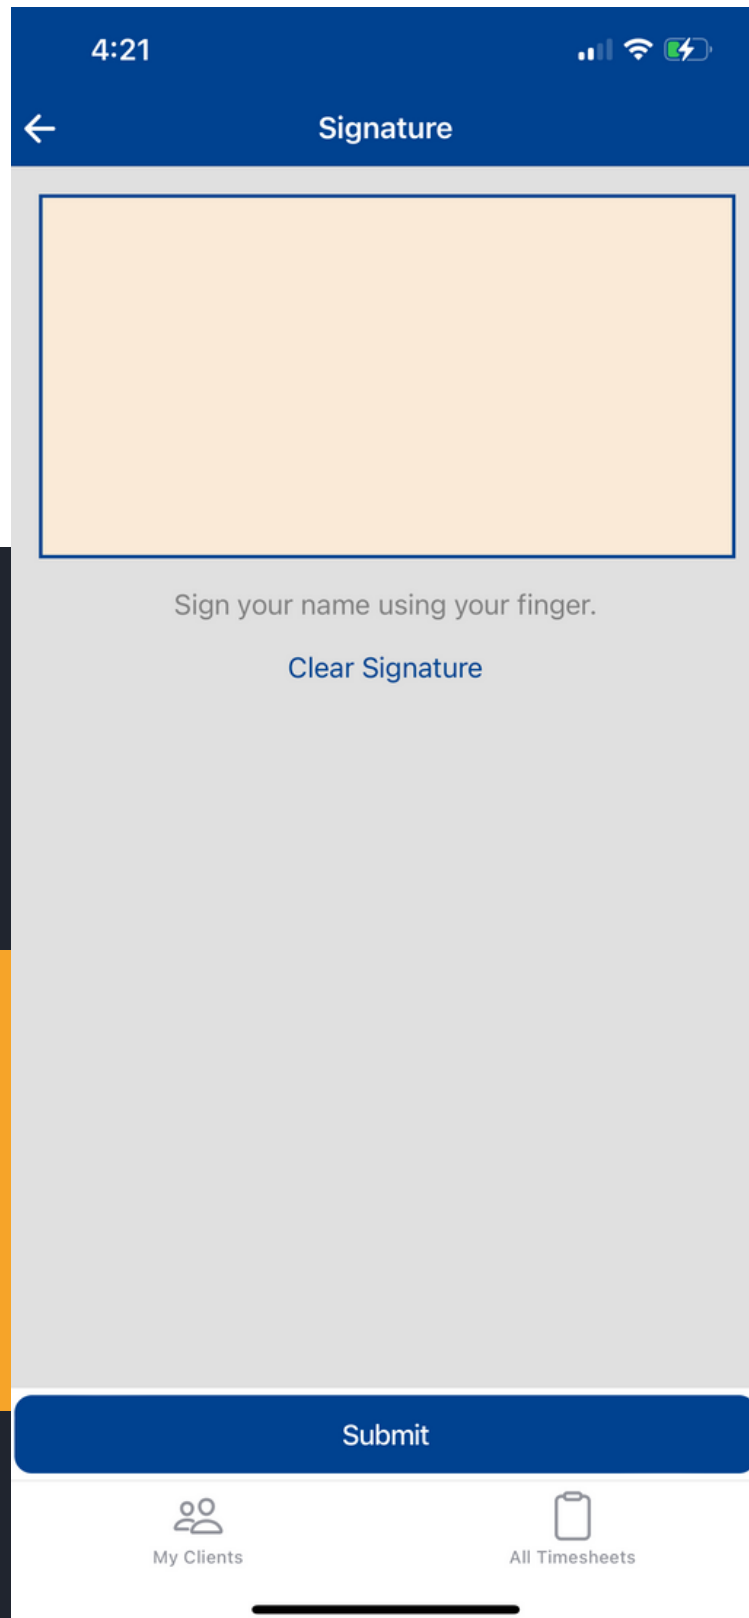 4:21
Signature
Sign your name using your finger.
Clear Signature
Submit
My Clients
All Timesheets